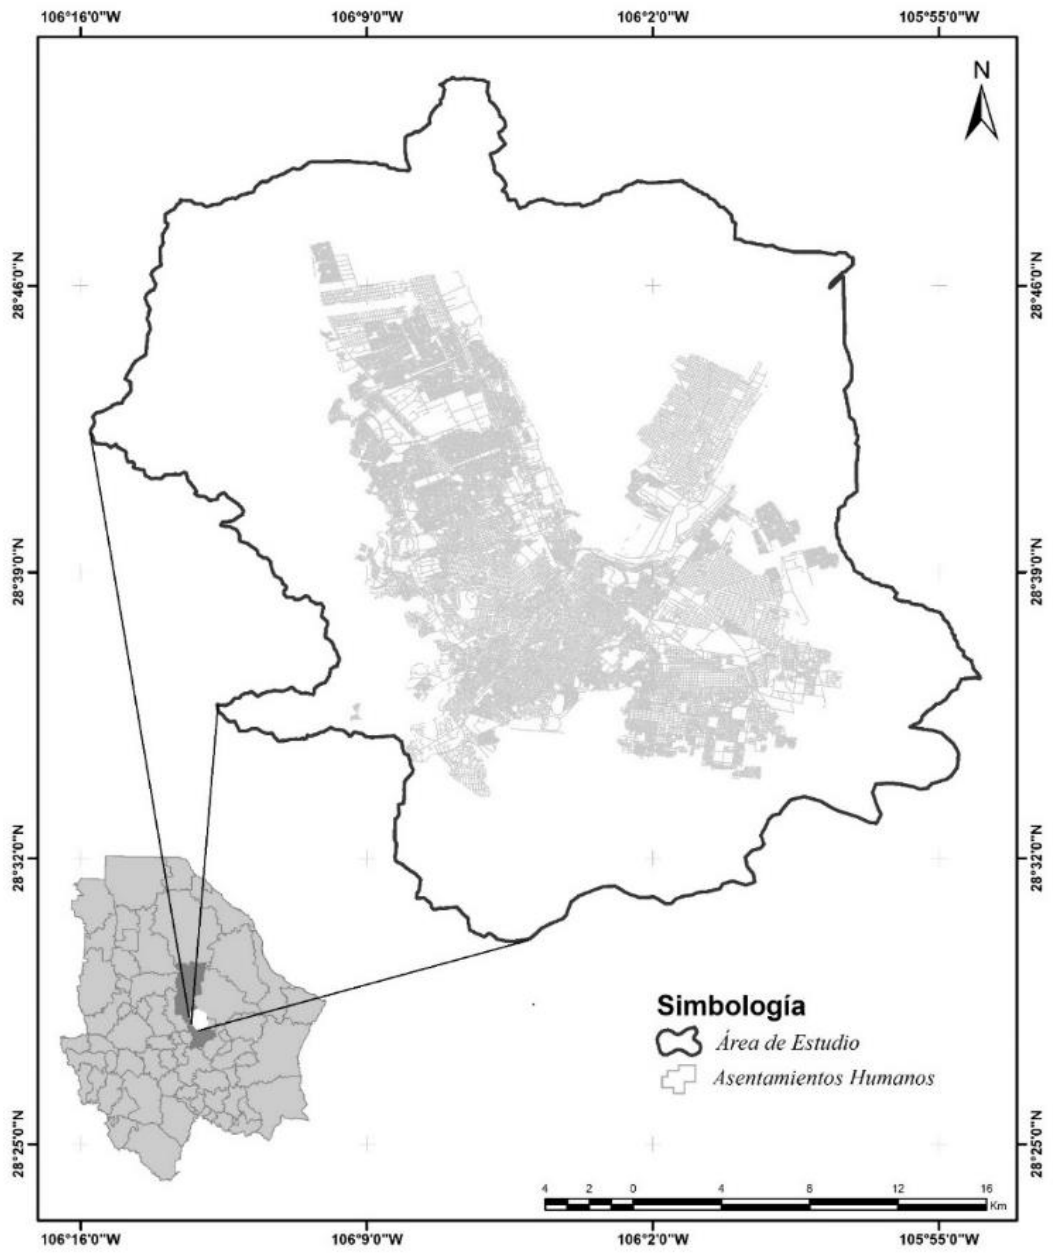 106°16'0"W 106°9'0"W 106°2'0"W 105°55'0"W
N
28°46'0"N 28°46'0"N
28°39'0"N 28°39'0"N
28°32'0"N 28°32'0"N
Simbología
Área de Estudio
Asentamientos Humanos
28°25'0"N 28°25'0"N
4 2 0 4 8 12 16
Km
106°16'0"W 106°9'0"W 106°2'0"W 105°55'0"W